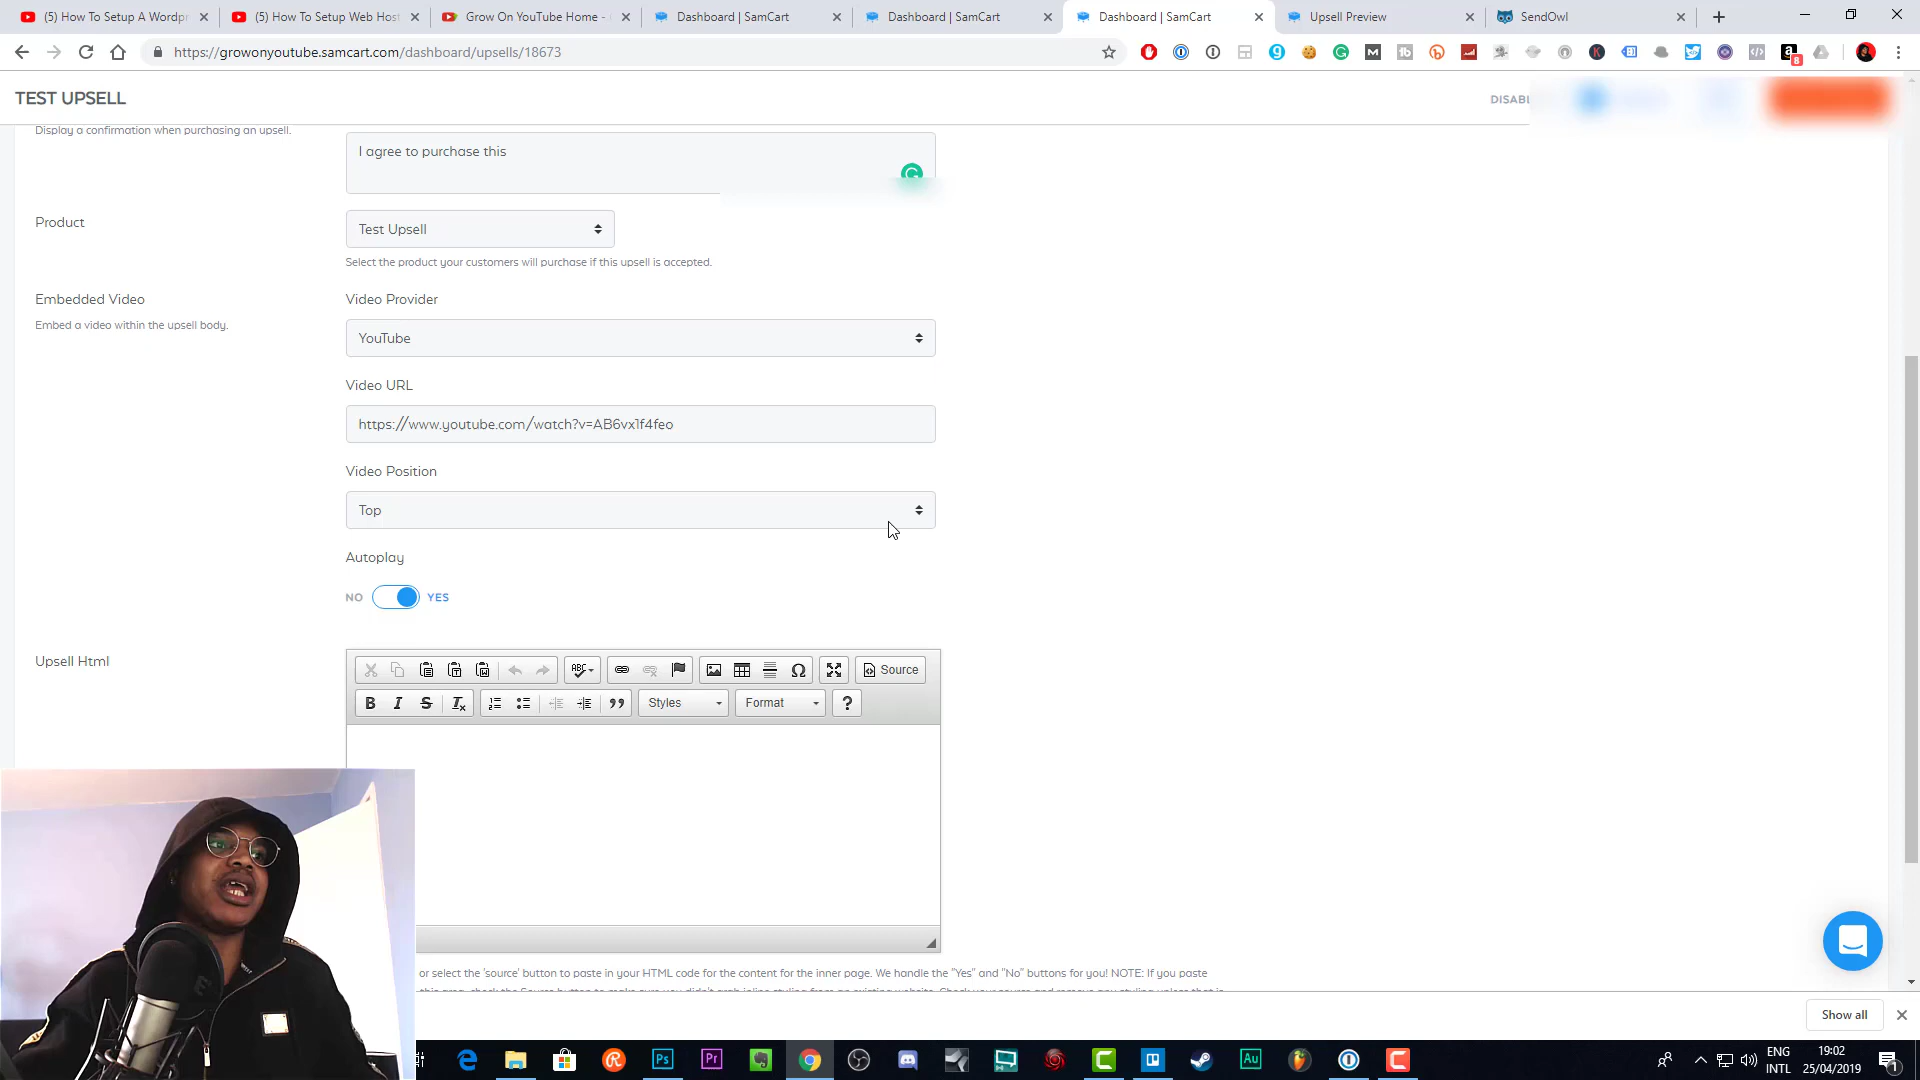 (5) How To Setup A Wordpr
(5) How To Setup Web Host
Grow On YouTube Home -
Dashboard | SamCart
Dashboard | SamCart
Dashboard | SamCart
Upsell Preview
SendOwl
https://growonyoutube.samcart.com/dashboard/upsells/18673
TEST UPSELL
DISABL
Display a confirmation when purchasing an upsell.
I agree to purchase this
Product
Test Upsell
Select the product your customers will purchase if this upsell is accepted.
Embedded Video
Embed a video within the upsell body.
Video Provider
YouTube
Video URL
https://www.youtube.com/watch?v=AB6vx1f4feo
Video Position
Top
Autoplay
NO
YES
Upsell Html
Source
Styles
Format
or select the 'source' button to paste in your HTML code for the content for the inner page. We handle the "Yes" and "No" buttons for you! NOTE: If you paste
Show all
ENG
INTL
19:02
25/04/2019